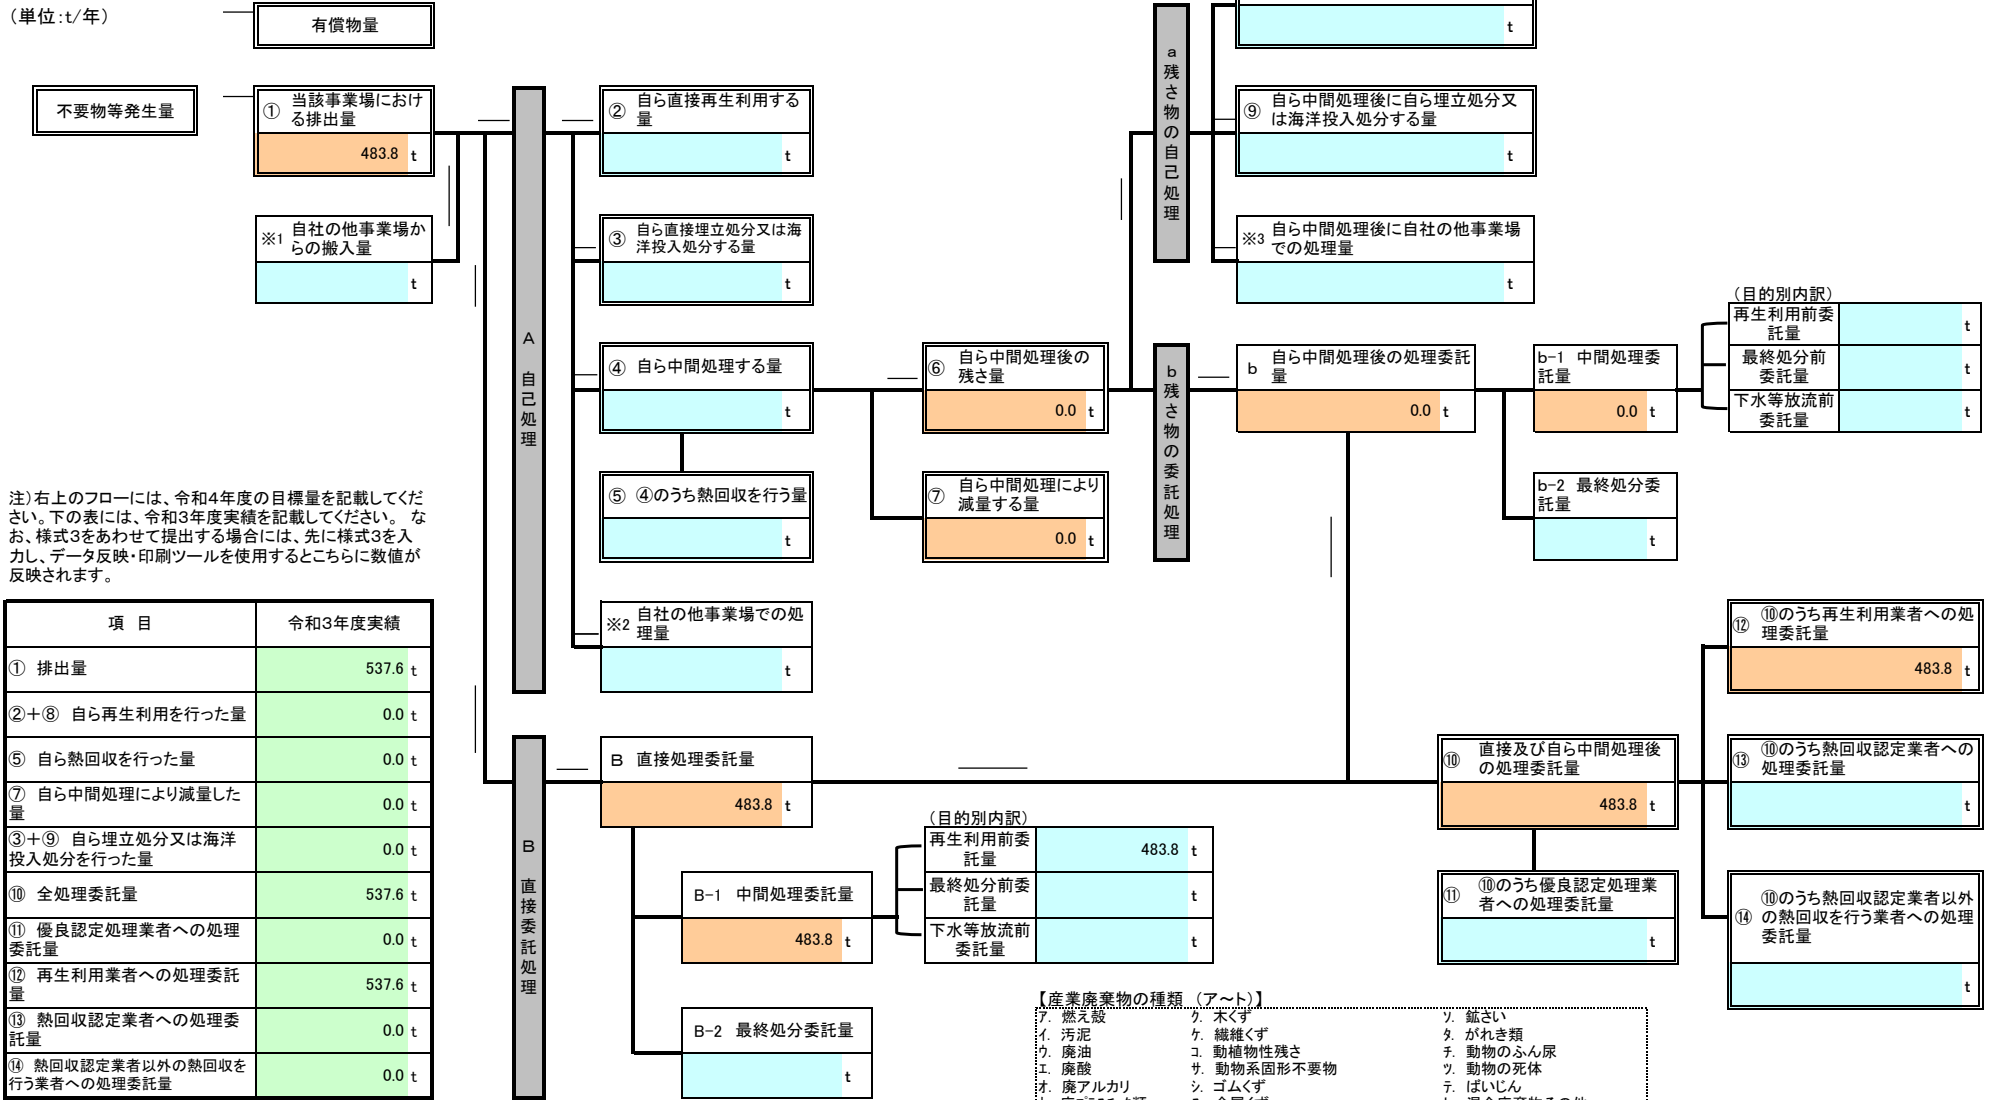 (単位:t/年)
有償物量
t
不要物等発生量
① 当該事業場におけ
る排出量
483.8 t
※1 自社の他事業場か
らの搬入量
t
A 自己処理
② 自ら直接再生利用する
量
t
③ 自ら直接埋立処分又は海
洋投入処分する量
t
④ 自ら中間処理する量
t
⑤ ④のうち熱回収を行う量
t
※2 自社の他事業場での処
理量
t
⑥ 自ら中間処理後の
残さ量
0.0 t
⑦ 自ら中間処理により
減量する量
0.0 t
a 残さ物の自己処理
⑨ 自ら中間処理後に自ら埋立処分又
は海洋投入処分する量
t
※3 自ら中間処理後に自社の他事業場
での処理量
t
b 残さ物の委託処理
b 自ら中間処理後の処理委託
量
0.0 t
b-1 中間処理委
託量
0.0 t
(目的別内訳)
再生利用前委
託量
t
最終処分前
委託量
t
下水等放流前
委託量
t
b-2 最終処分委
託量
t
注)右上のフローには、令和4年度の目標量を記載してくだ
さい。下の表には、令和3年度実績を記載してください。 な
お、様式3をあわせて提出する場合には、先に様式3を入
力し、データ反映・印刷ツールを使用するとこちらに数値が
反映されます。
項 目 令和3年度実績
① 排出量 537.6 t
②+⑧ 自ら再生利用を行った量 0.0 t
⑤ 自ら熱回収を行った量 0.0 t
⑦ 自ら中間処理により減量した
量 0.0 t
③+⑨ 自ら埋立処分又は海洋
投入処分を行った量 0.0 t
⑩ 全処理委託量 537.6 t
⑪ 優良認定処理業者への処理
委託量 0.0 t
⑫ 再生利用業者への処理委託
量 537.6 t
⑬ 熱回収認定業者への処理委
託量 0.0 t
⑭ 熱回収認定業者以外の熱回収を
行う業者への処理委託量 0.0 t
B 直接委託処理
B 直接処理委託量
483.8 t
B-1 中間処理委託量
483.8 t
(目的別内訳)
再生利用前委
託量
483.8 t
最終処分前委
託量
t
下水等放流前
委託量
t
B-2 最終処分委託量
t
⑩ 直接及び自ら中間処理後
の処理委託量
483.8 t
⑪ ⑩のうち優良認定処理業
者への処理委託量
t
⑫ ⑩のうち再生利用業者への処
理委託量
483.8 t
⑬ ⑩のうち熱回収認定業者への
処理委託量
t
⑭ ⑩のうち熱回収認定業者以外
の熱回収を行う業者への処理
委託量
t
【産業廃棄物の種類 (ア~ト)】
ア. 燃え殻 ク. 木くず ソ. 鉱さい
イ. 汚泥 ケ. 繊維くず タ. がれき類
ウ. 廃油 コ. 動植物性残さ チ. 動物のふん尿
エ. 廃酸 サ. 動物系固形不要物 ツ. 動物の死体
オ. 廃アルカリ シ. ゴムくず テ. ばいじん